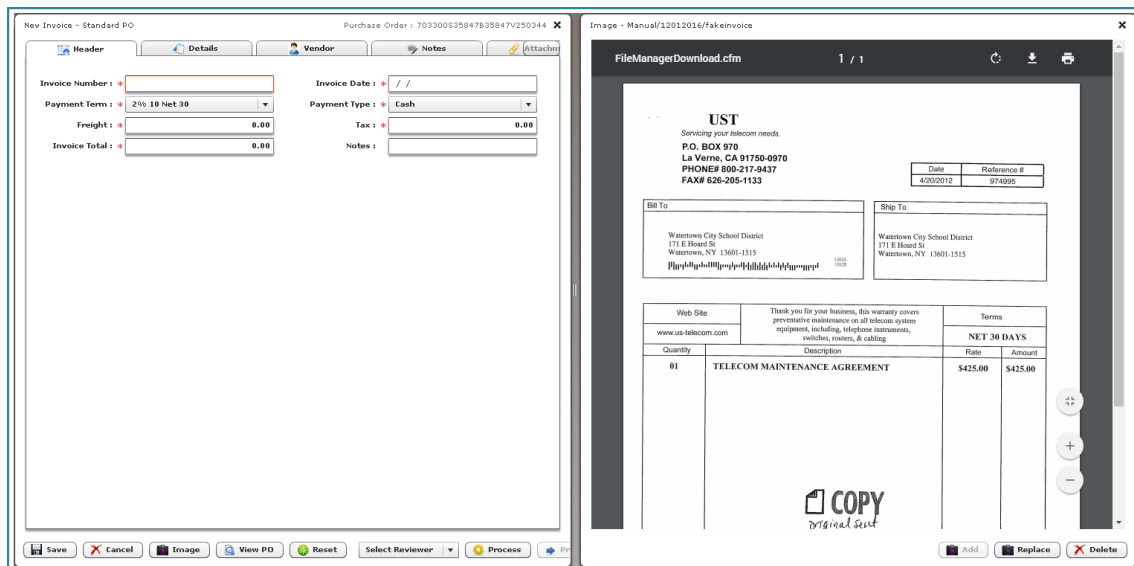 New Invoice - Standard PO
Purchase Order : 703300S35847B35847V250344
Header
Details
Vendor
Notes
Attachm
Invoice Number : *
Invoice Date : * / /
Payment Term : * 2% 10 Net 30
Payment Type : * Cash
Freight : * 0.00
Tax : * 0.00
Invoice Total : * 0.00
Notes :
Save
Cancel
Image
View PO
Reset
Select Reviewer
Process
Pr
Image - Manual/12012016/fakeinvoice
FileManagerDownload.cfm
1 / 1
UST
Servicing your telecom needs.
P.O. BOX 970
La Verne, CA 91750-0970
PHONE# 800-217-9437
FAX# 626-205-1133
Date Reference #
4/20/2012 974995
Bill To
Watertown City School District
171 E Hoard St
Watertown, NY 13601-1515
Ship To
Watertown City School District
171 E Hoard St
Watertown, NY 13601-1515
Web Site
www.us-telecom.com
Thank you for your business, this warranty covers
preventative maintenance on all telecom system
equipment, including, telephone instruments,
switches, routers, & cabling
Terms
NET 30 DAYS
Quantity Description Rate Amount
01 TELECOM MAINTENANCE AGREEMENT $425.00 $425.00
COPY
original sent
Add
Replace
Delete